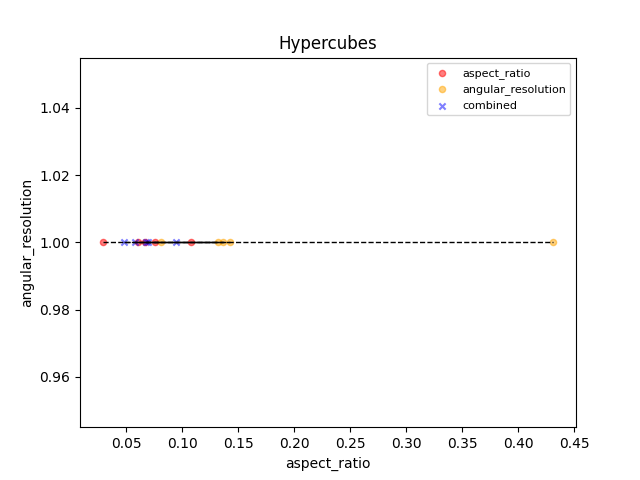 Hypercubes
aspect_ratio
angular_resolution
combined
1.04
1.02
1.00
0.98
0.96
angular_resolution
0.05 0.10 0.15 0.20 0.25 0.30 0.35 0.40 0.45
aspect_ratio